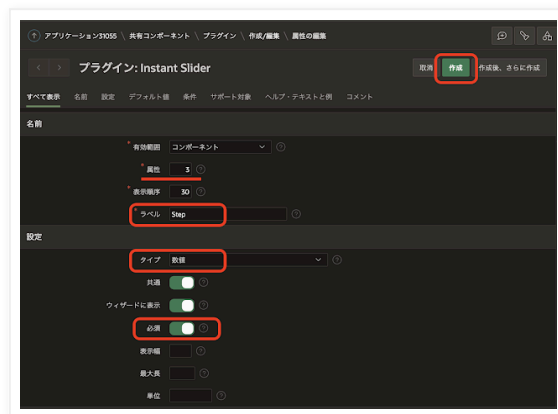 アプリケーション31055 \ 共有コンポーネント \ プラグイン \ 作成/編集 \ 属性の編集
プラグイン: Instant Slider
取消 作成 作成後、さらに作成
すべて表示 名前 設定 デフォルト値 条件 サポート対象 ヘルプ・テキストと例 コメント
名前
* 有効範囲 コンポーネント
* 属性 3
* 表示順序 30
* ラベル Step
設定
タイプ 数値
共通
ウィザードに表示
必須
表示幅
最大長
単位